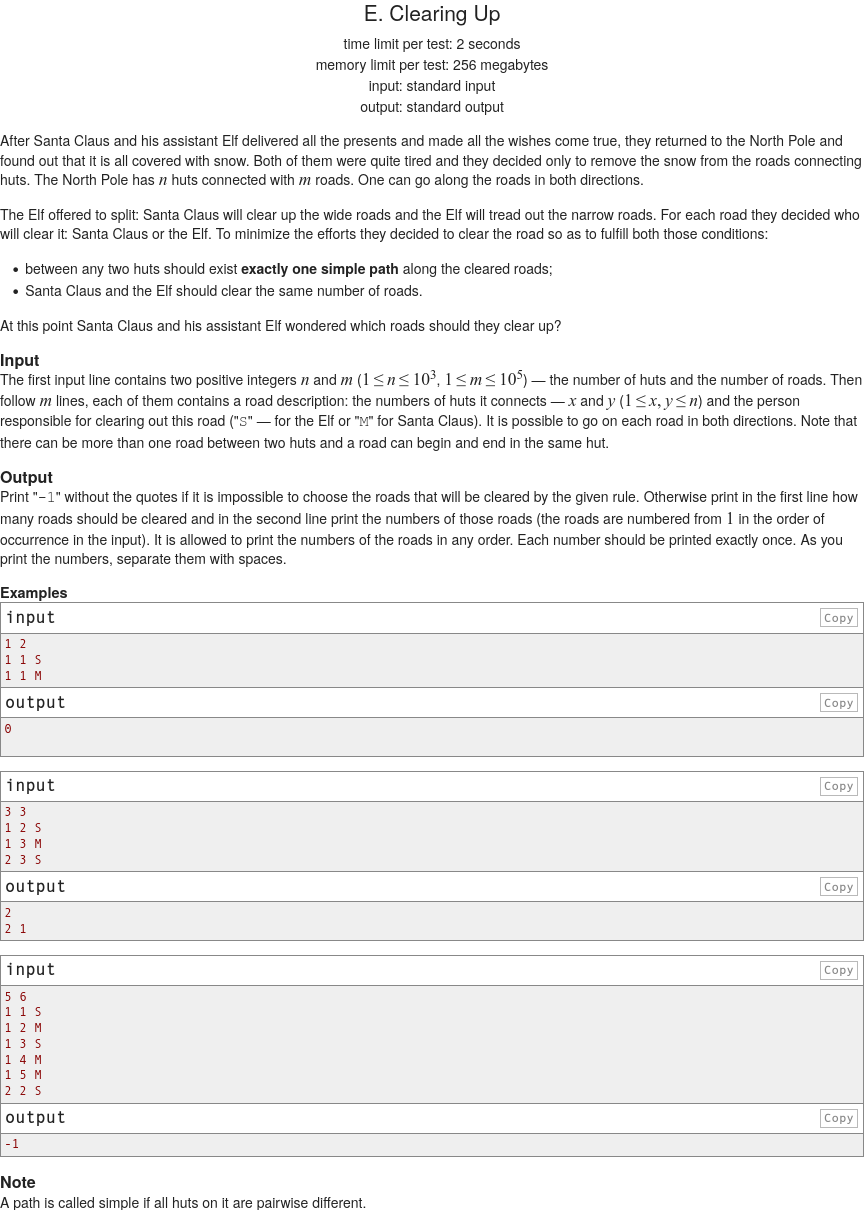 E. Clearing Up
time limit per test: 2 seconds
memory limit per test: 256 megabytes
input: standard input
output: standard output
After Santa Claus and his assistant Elf delivered all the presents and made all the wishes come true, they returned to the North Pole and
found out that it is all covered with snow. Both of them were quite tired and they decided only to remove the snow from the roads connecting
huts. The North Pole has n huts connected with m roads. One can go along the roads in both directions.
The Elf offered to split: Santa Claus will clear up the wide roads and the Elf will tread out the narrow roads. For each road they decided who
will clear it: Santa Claus or the Elf. To minimize the efforts they decided to clear the road so as to fulfill both those conditions:
• between any two huts should exist exactly one simple path along the cleared roads;
• Santa Claus and the Elf should clear the same number of roads.
At this point Santa Claus and his assistant Elf wondered which roads should they clear up?
Input
The first input line contains two positive integers n and m (1 ≤ n ≤ 10³, 1 ≤ m ≤ 10⁵) — the number of huts and the number of roads. Then
follow m lines, each of them contains a road description: the numbers of huts it connects — x and y (1 ≤ x, y ≤ n) and the person
responsible for clearing out this road ("S" — for the Elf or "M" for Santa Claus). It is possible to go on each road in both directions. Note that
there can be more than one road between two huts and a road can begin and end in the same hut.
Output
Print "-1" without the quotes if it is impossible to choose the roads that will be cleared by the given rule. Otherwise print in the first line how
many roads should be cleared and in the second line print the numbers of those roads (the roads are numbered from 1 in the order of
occurrence in the input). It is allowed to print the numbers of the roads in any order. Each number should be printed exactly once. As you
print the numbers, separate them with spaces.
Examples
input Copy
1 2
1 1 S
1 1 M
output Copy
0
input Copy
3 3
1 2 S
1 3 M
2 3 S
output Copy
2
2 1
input Copy
5 6
1 1 S
1 2 M
1 3 S
1 4 M
1 5 M
2 2 S
output Copy
-1
Note
A path is called simple if all huts on it are pairwise different.